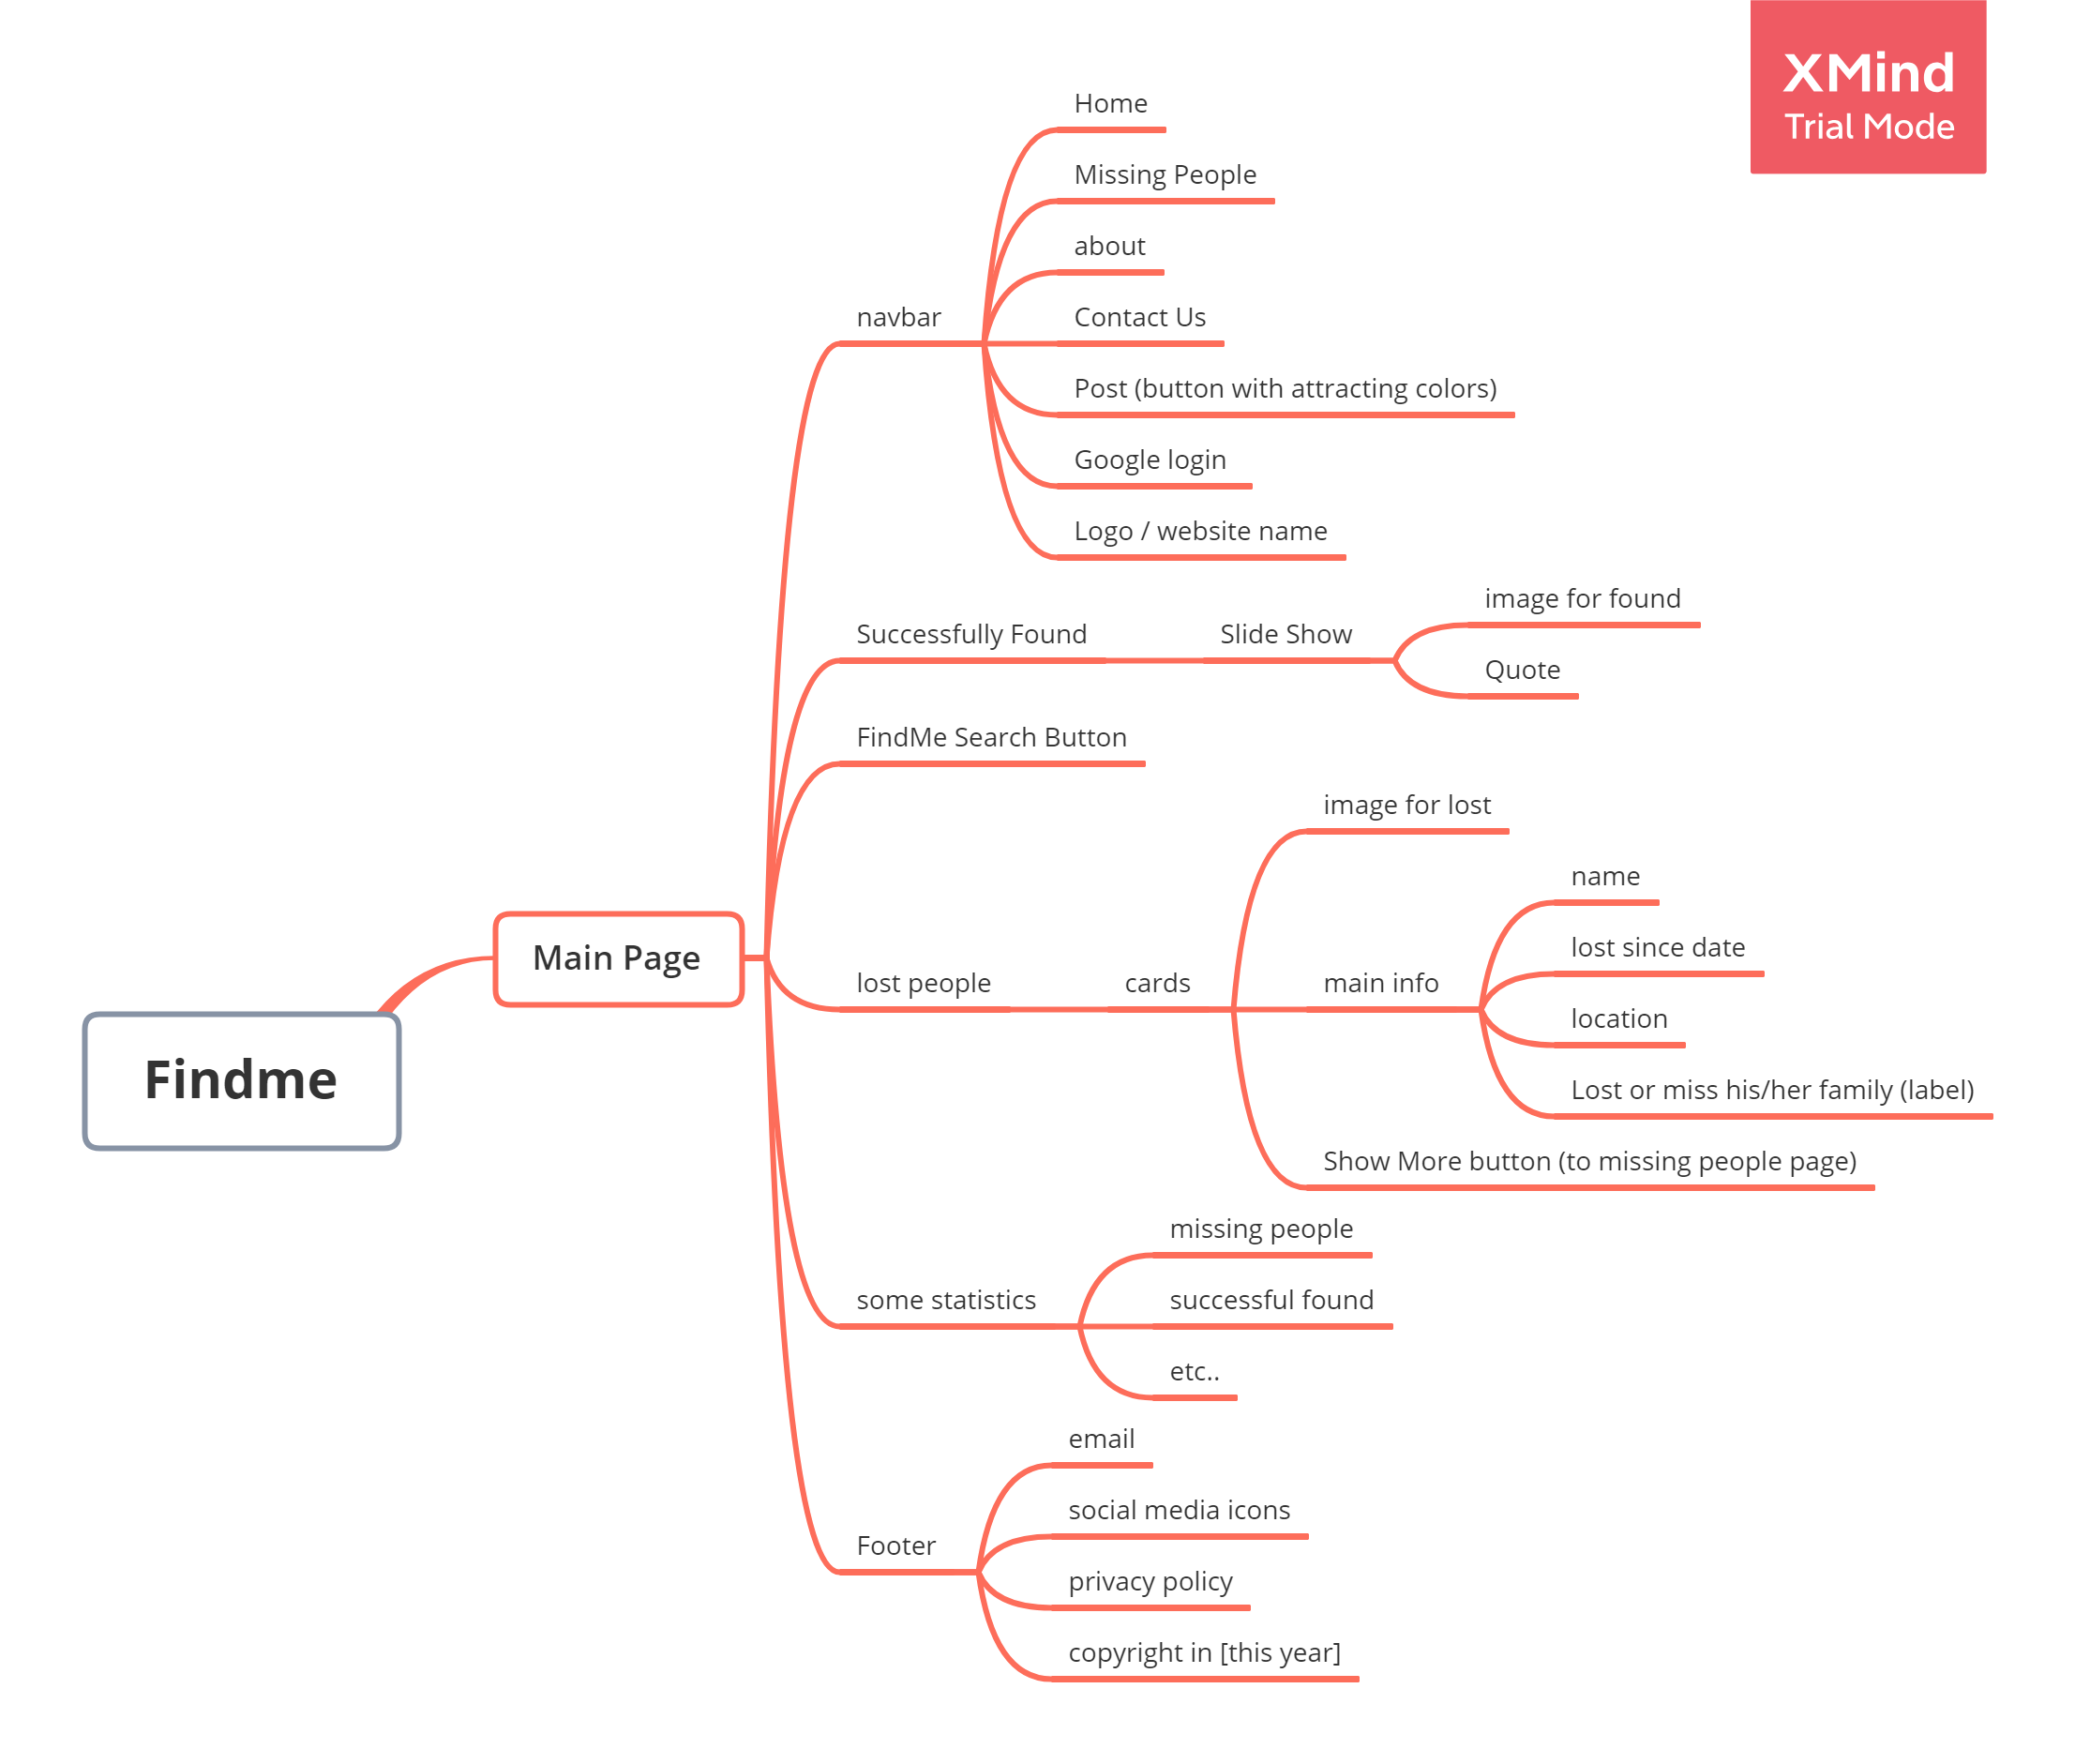 XMind
Trial Mode
Findme
Main Page
navbar
Home
Missing People
about
Contact Us
Post (button with attracting colors)
Google login
Logo / website name
Successfully Found
Slide Show
image for found
Quote
FindMe Search Button
lost people
cards
image for lost
main info
name
lost since date
location
Lost or miss his/her family (label)
Show More button (to missing people page)
some statistics
missing people
successful found
etc..
Footer
email
social media icons
privacy policy
copyright in [this year]